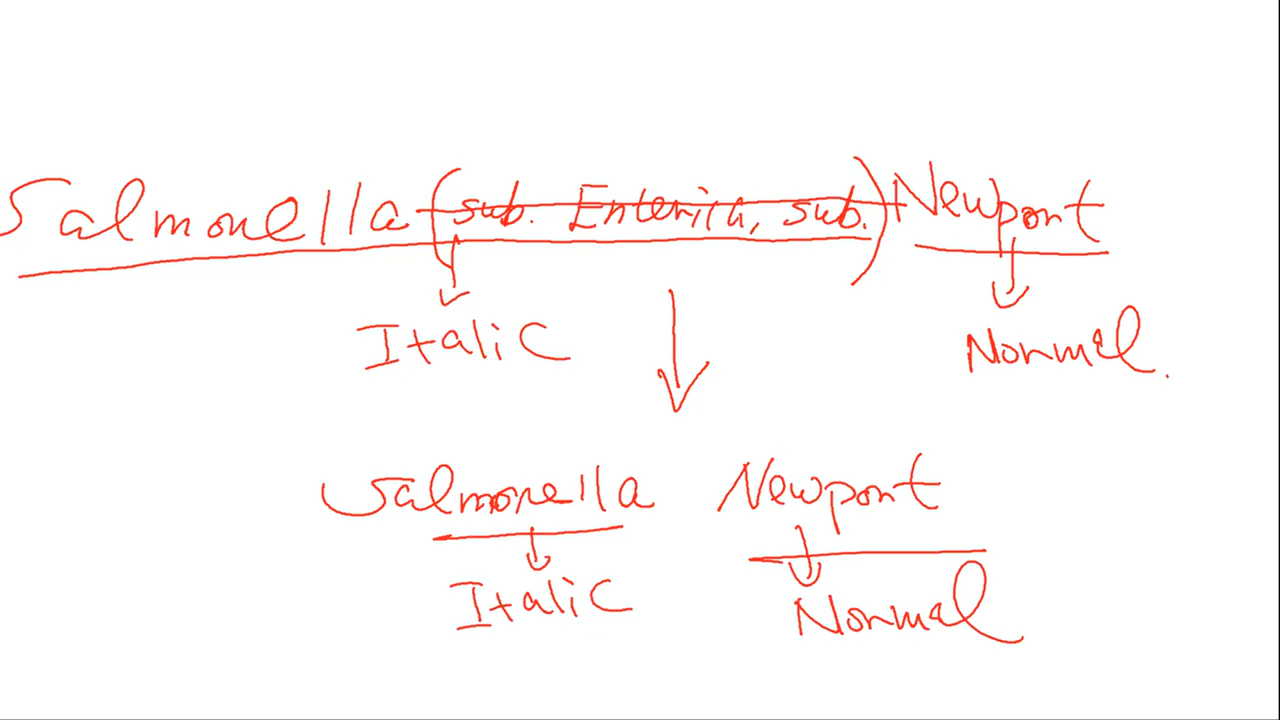 Salmonella (sub. Enterica, sub.) Newport
Italic Normal.
Salmonella Newport
Italic Normal